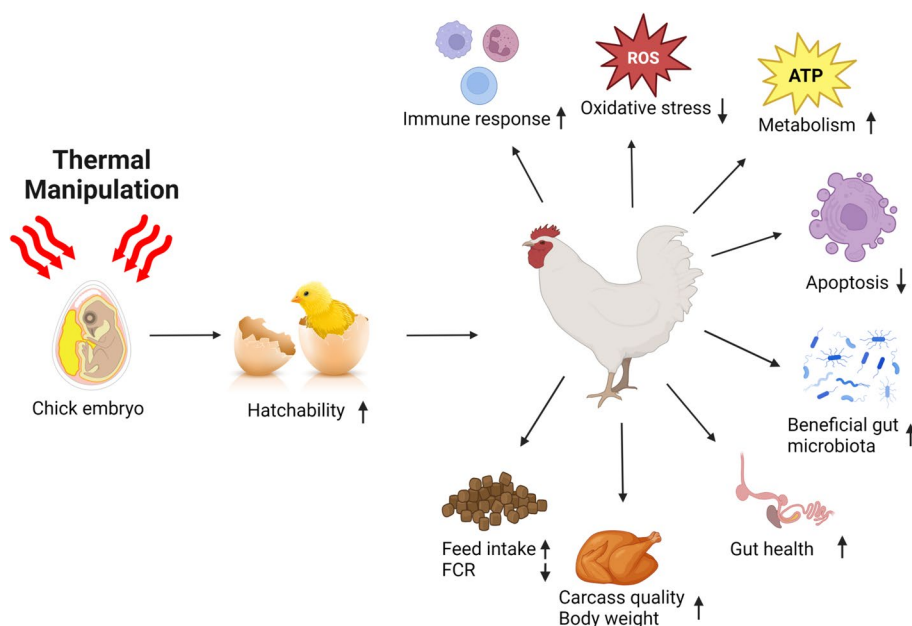 Thermal
Manipulation
Chick embryo
Hatchability
Immune response
ROS
Oxidative stress
ATP
Metabolism
Apoptosis
Beneficial gut
microbiota
Gut health
Carcass quality
Body weight
Feed intake
FCR